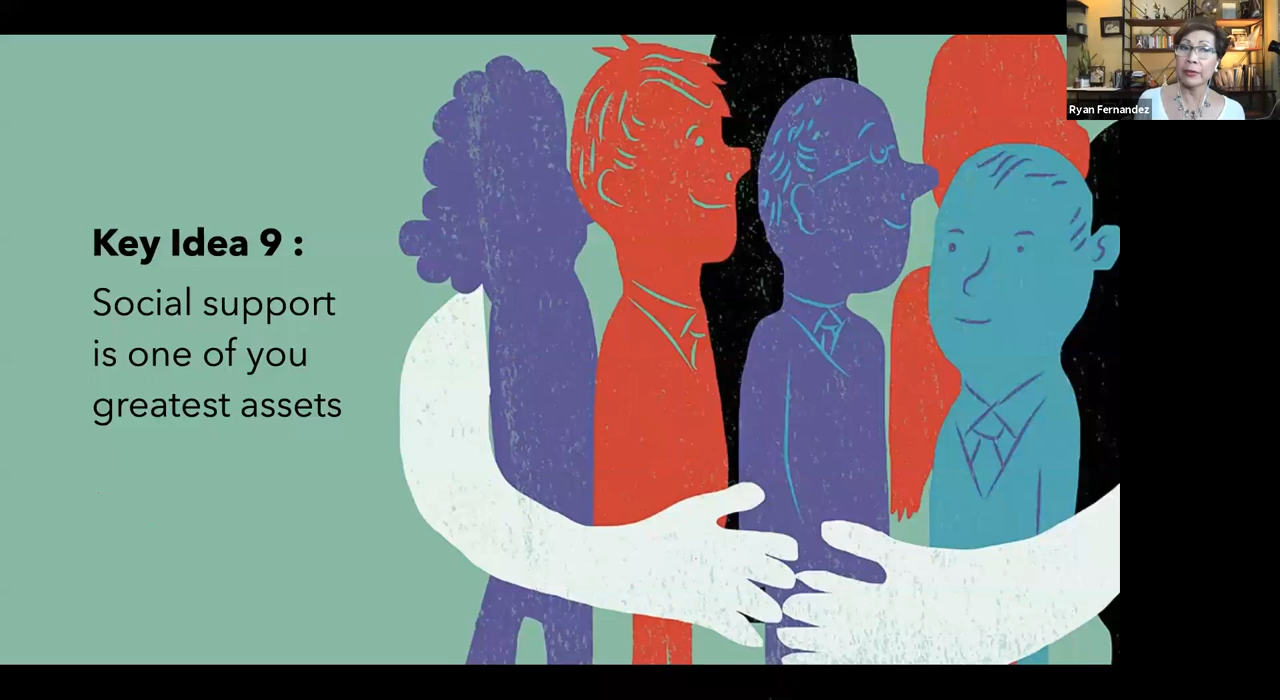 Key Idea 9 :
Social support
is one of you
greatest assets
Ryan Fernandez